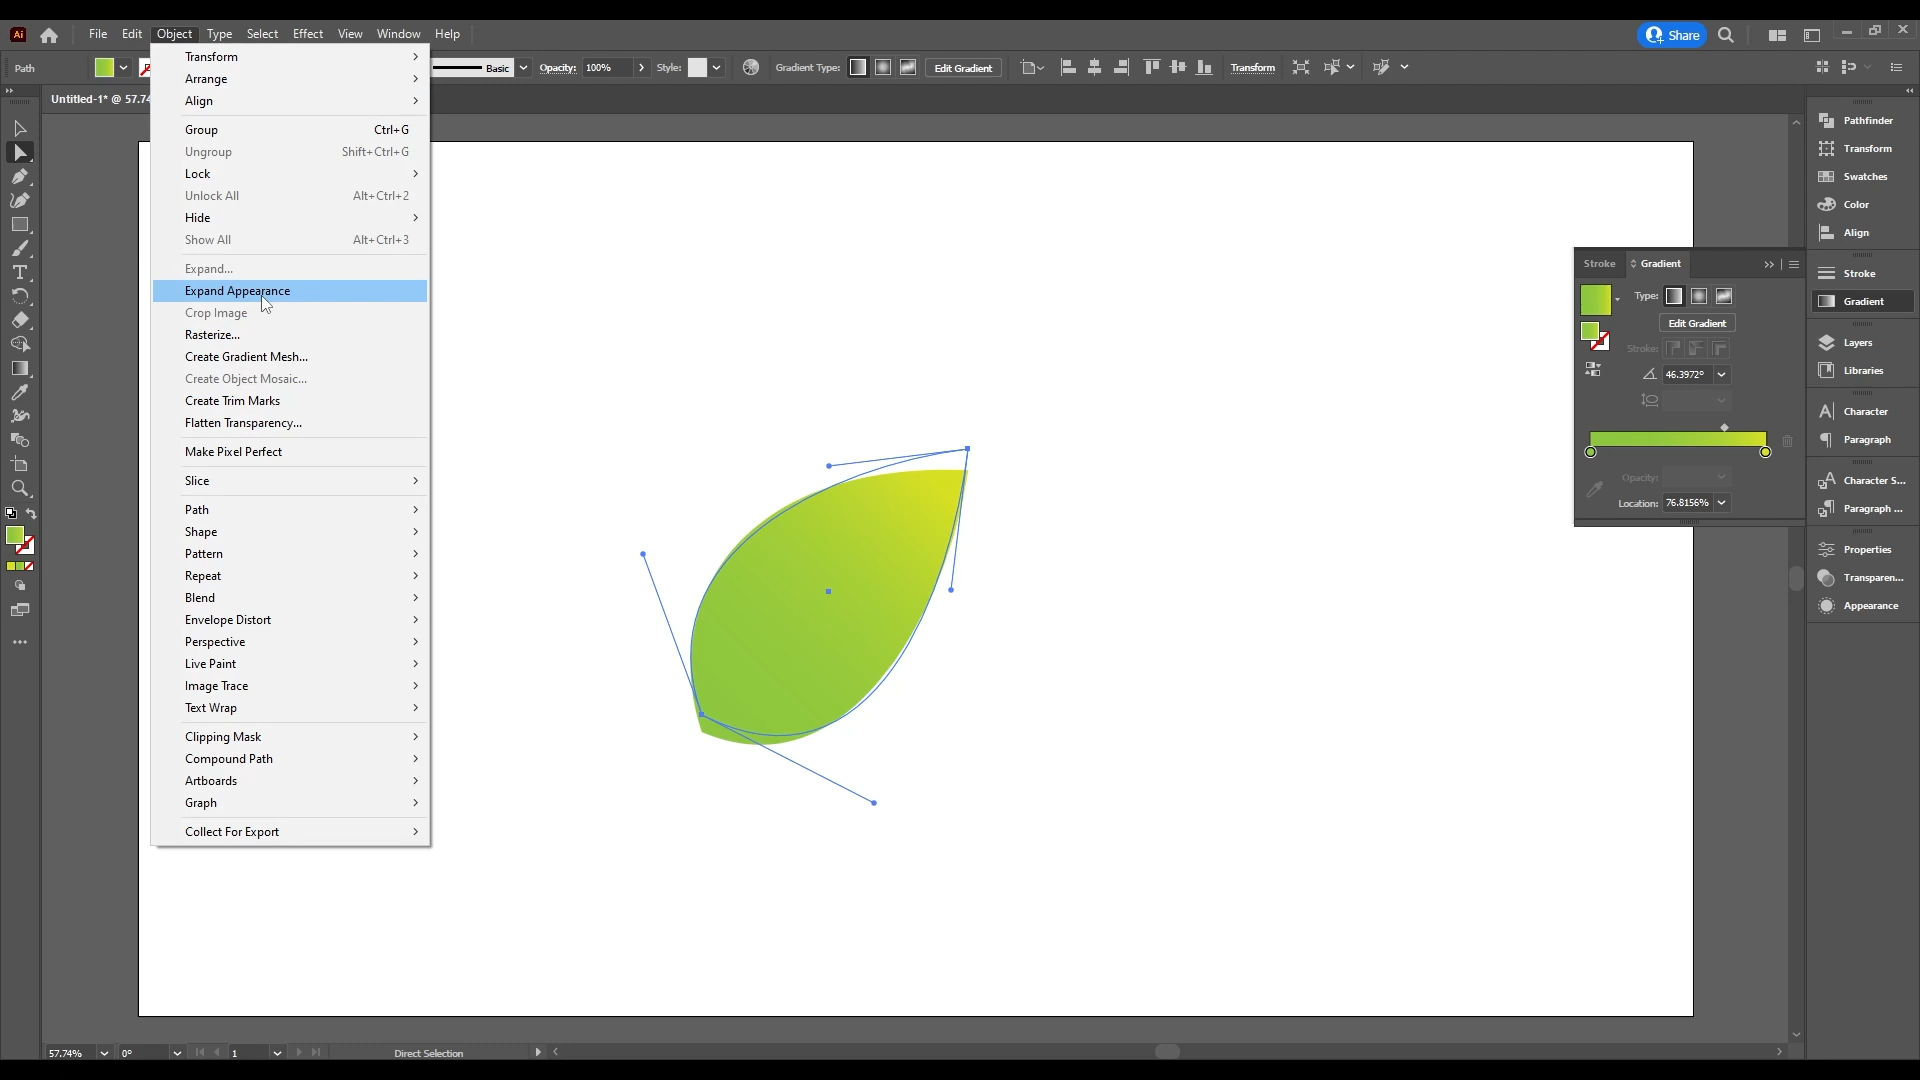 Ai File Edit Object Type Select Effect View Window Help Share
Path Basic Opacity: 100% Style: Gradient Type: Edit Gradient Transform
Untitled-1* @ 57.74
Transform
Arrange
Align
Group Ctrl+G
Ungroup Shift+Ctrl+G
Lock
Unlock All Alt+Ctrl+2
Hide
Show All Alt+Ctrl+3
Expand...
Expand Appearance
Crop Image
Rasterize...
Create Gradient Mesh...
Create Object Mosaic...
Create Trim Marks
Flatten Transparency...
Make Pixel Perfect
Slice
Path
Shape
Pattern
Repeat
Blend
Envelope Distort
Perspective
Live Paint
Image Trace
Text Wrap
Clipping Mask
Compound Path
Artboards
Graph
Collect For Export
Stroke Gradient
Type:
Edit Gradient
Stroke:
46.3972°
Opacity:
Location: 76.8156%
Pathfinder
Transform
Swatches
Color
Align
Stroke
Gradient
Layers
Libraries
Character
Paragraph
Character S...
Paragraph ...
Properties
Transparen...
Appearance
57.74% 0° 1 Direct Selection